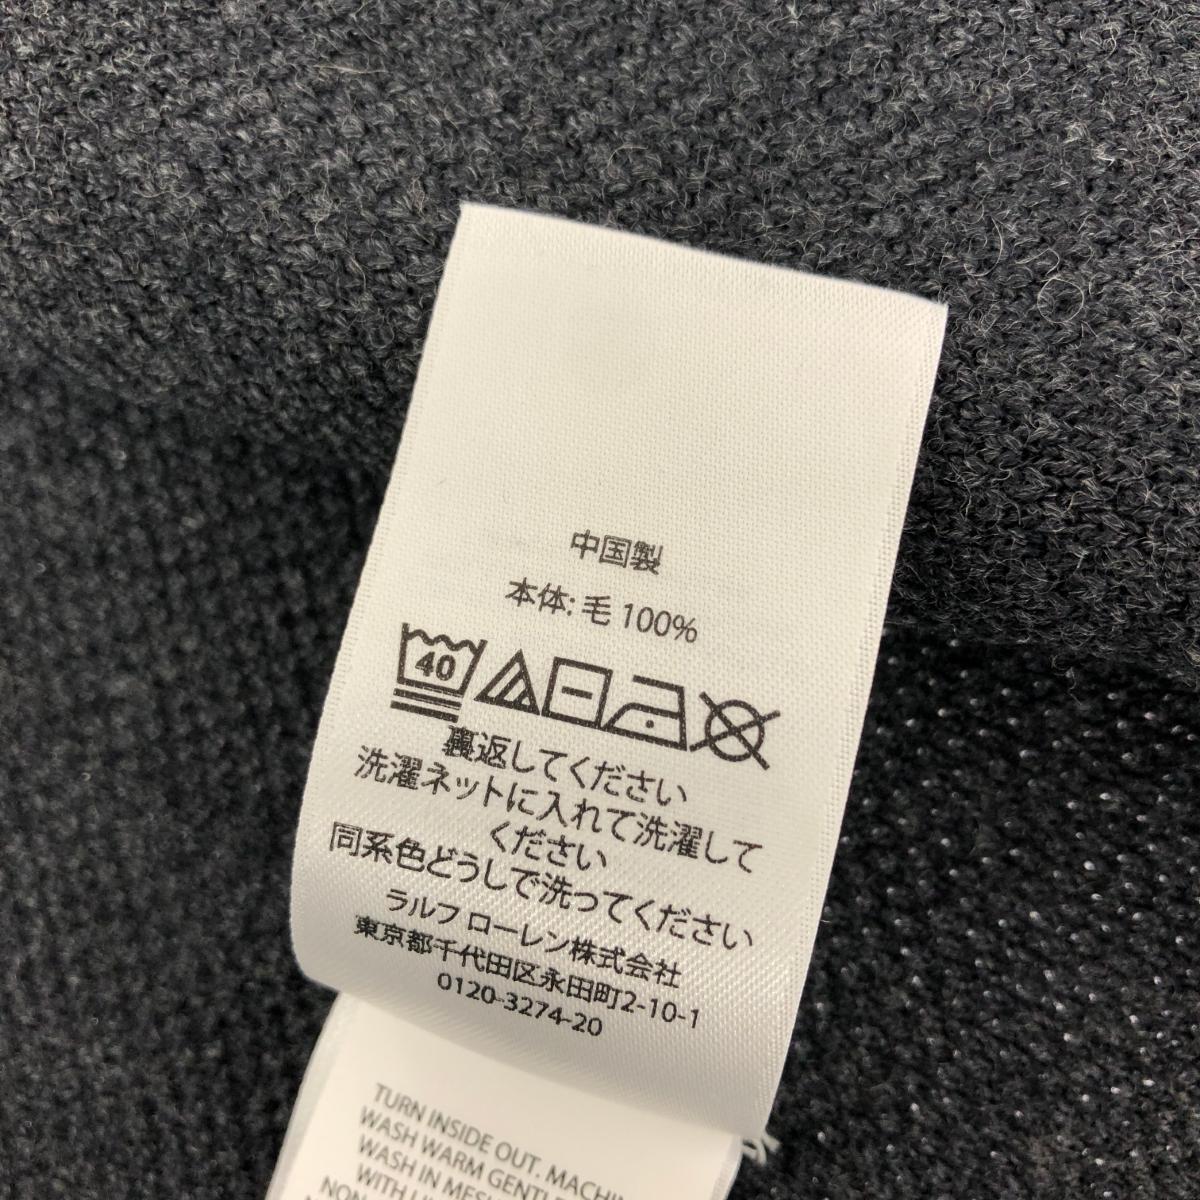 中国製
本体: 毛 100%
40
裏返してください
洗濯ネットに入れて洗濯して
ください
同系色どうしで洗ってください
ラルフ ローレン株式会社
東京都千代田区永田町2-10-1
0120-3274-20
TURN INSIDE OUT. MACHIN
WASH WARM GENTLE
WASH IN MESH
WITH LI
NON-